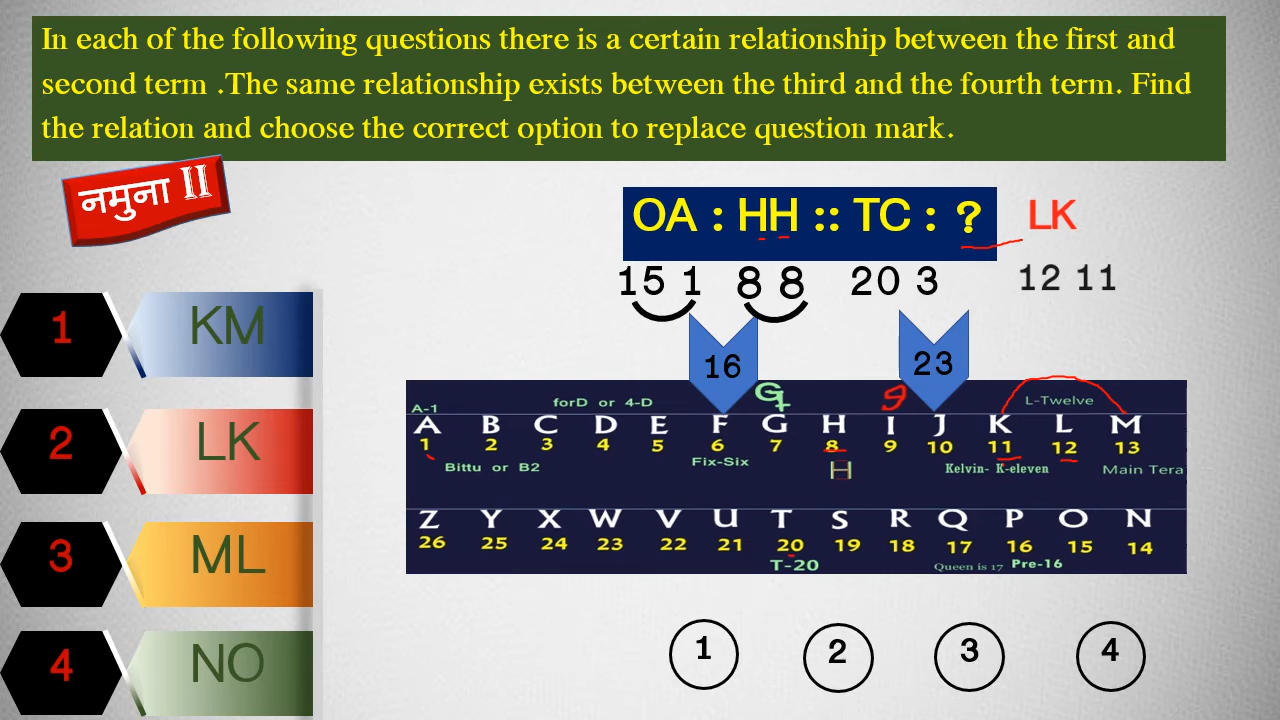 In each of the following questions there is a certain relationship between the first and
second term .The same relationship exists between the third and the fourth term. Find
the relation and choose the correct option to replace question mark.
नमुना II
OA : HH :: TC : ? LK
15 1 8 8 20 3 12 11
16 23
1 KM
2 LK
3 ML
4 NO
A-1 forD or 4-D G+ 9 L-Twelve
A B C D E F G H I J K L M
1 2 3 4 5 6 7 8 9 10 11 12 13
Bittu or B2 Fix-Six H Kelvin- K-eleven Main Tera
Z Y X W V U T S R Q P O N
26 25 24 23 22 21 20 19 18 17 16 15 14
T-20 Queen is 17 Pre-16
1 2 3 4